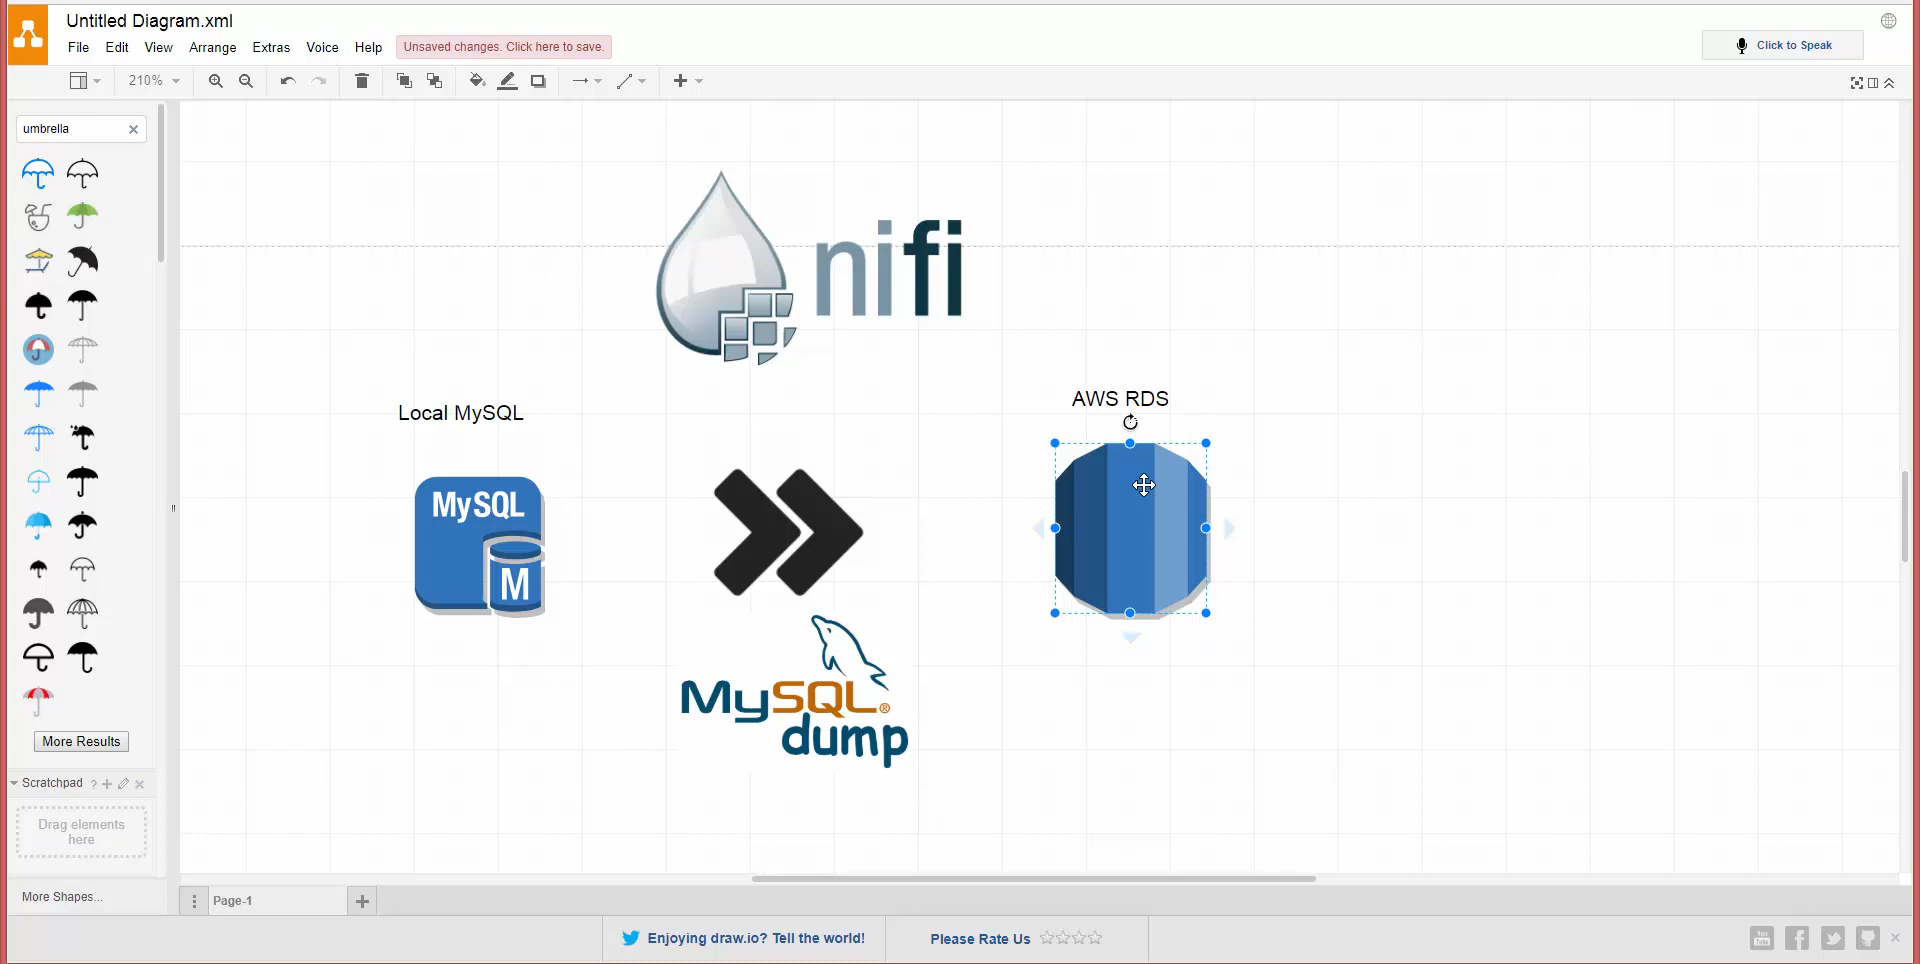 Untitled Diagram.xml
File Edit View Arrange Extras Voice Help Unsaved changes. Click here to save.
Click to Speak
210%
umbrella
nifi
AWS RDS
Local MySQL
MySQL
M
MySQL®
dump
More Results
Scratchpad ?
Drag elements
here
More Shapes...
Page-1
Enjoying draw.io? Tell the world!
Please Rate Us
You
Tube